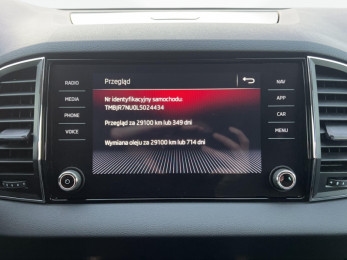 Przegląd
RADIO
MEDIA
PHONE
VOICE
Nr identyfikacyjny samochodu:
TMBJR7NU0L5024434
Przegląd za 29100 km lub 349 dni
Wymiana oleju za 29100 km lub 714 dni
NAV
APP
CAR
MENU